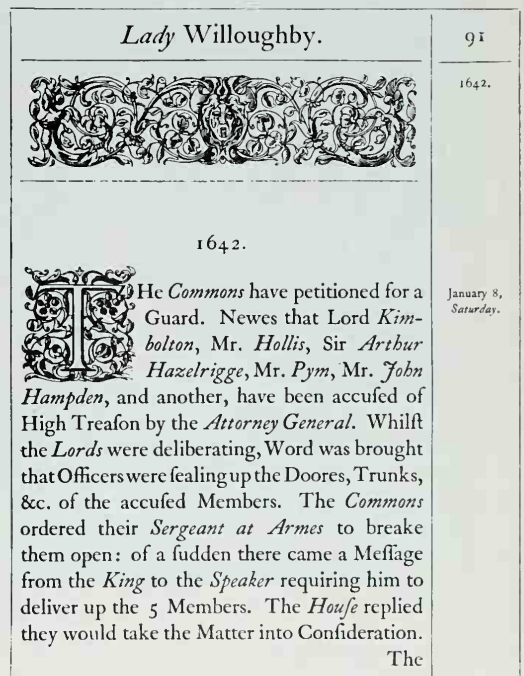 Lady Willoughby.
91
1642.
1642.
January 8,
Saturday.
THe Commons have petitioned for a
Guard. Newes that Lord Kim-
bolton, Mr. Hollis, Sir Arthur
Hazelrigge, Mr. Pym, Mr. John
Hampden, and another, have been accuſed of
High Treaſon by the Attorney General. Whilſt
the Lords were deliberating, Word was brought
that Officers were ſealing up the Doores, Trunks,
&c. of the accuſed Members. The Commons
ordered their Sergeant at Armes to breake
them open: of a ſudden there came a Meſſage
from the King to the Speaker requiring him to
deliver up the 5 Members. The Houſe replied
they would take the Matter into Conſideration.
The